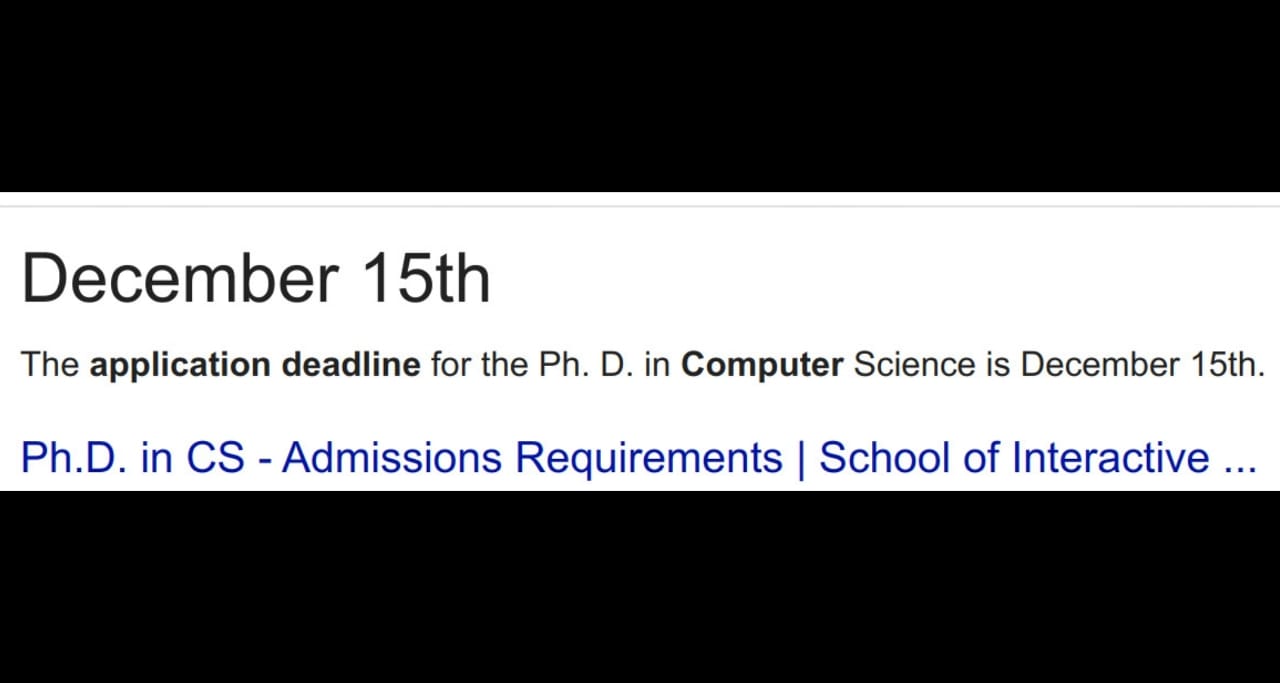 December 15th
The application deadline for the Ph. D. in Computer Science is December 15th.
Ph.D. in CS - Admissions Requirements | School of Interactive ...